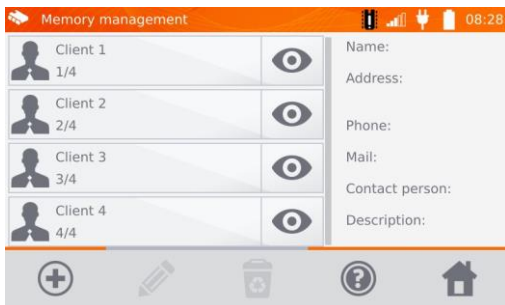 Memory management
08:28
Client 1
1/4
Client 2
2/4
Client 3
3/4
Client 4
4/4
Name:
Address:
Phone:
Mail:
Contact person:
Description: